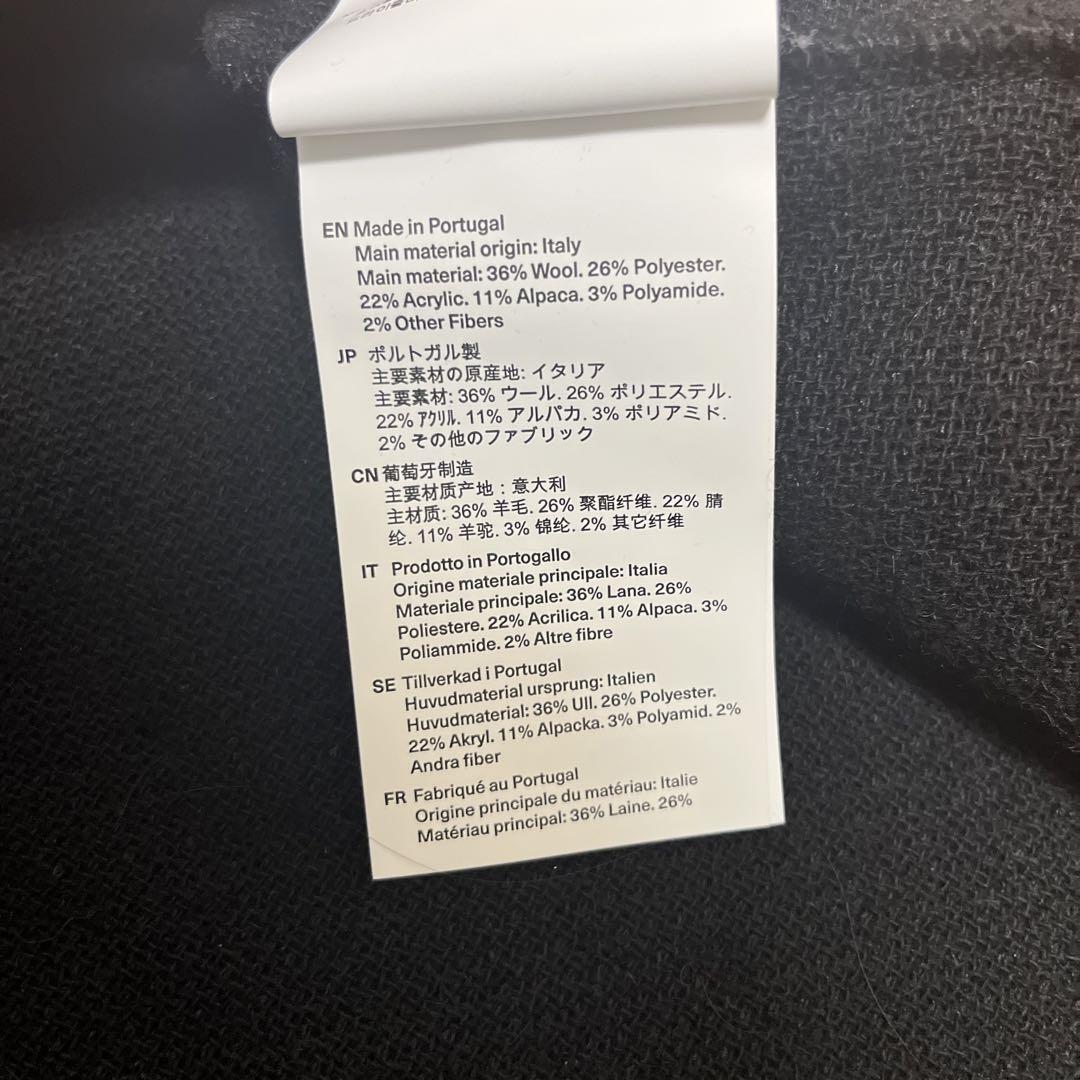 EN Made in Portugal
Main material origin: Italy
Main material: 36% Wool. 26% Polyester.
22% Acrylic. 11% Alpaca. 3% Polyamide.
2% Other Fibers
JP ポルトガル製
主要素材の原産地: イタリア
主要素材: 36% ウール. 26% ポリエステル.
22% ｱｸﾘﾙ. 11% アルパカ. 3% ポリアミド.
2% その他のファブリック
CN 葡萄牙制造
主要材质产地：意大利
主材质: 36% 羊毛. 26% 聚酯纤维. 22% 腈
纶. 11% 羊驼. 3% 锦纶. 2% 其它纤维
IT Prodotto in Portogallo
Origine materiale principale: Italia
Materiale principale: 36% Lana. 26%
Poliestere. 22% Acrilica. 11% Alpaca. 3%
Poliammide. 2% Altre fibre
SE Tillverkad i Portugal
Huvudmaterial ursprung: Italien
Huvudmaterial: 36% Ull. 26% Polyester.
22% Akryl. 11% Alpacka. 3% Polyamid. 2%
Andra fiber
FR Fabriqué au Portugal
Origine principale du matériau: Italie
Matériau principal: 36% Laine. 26%